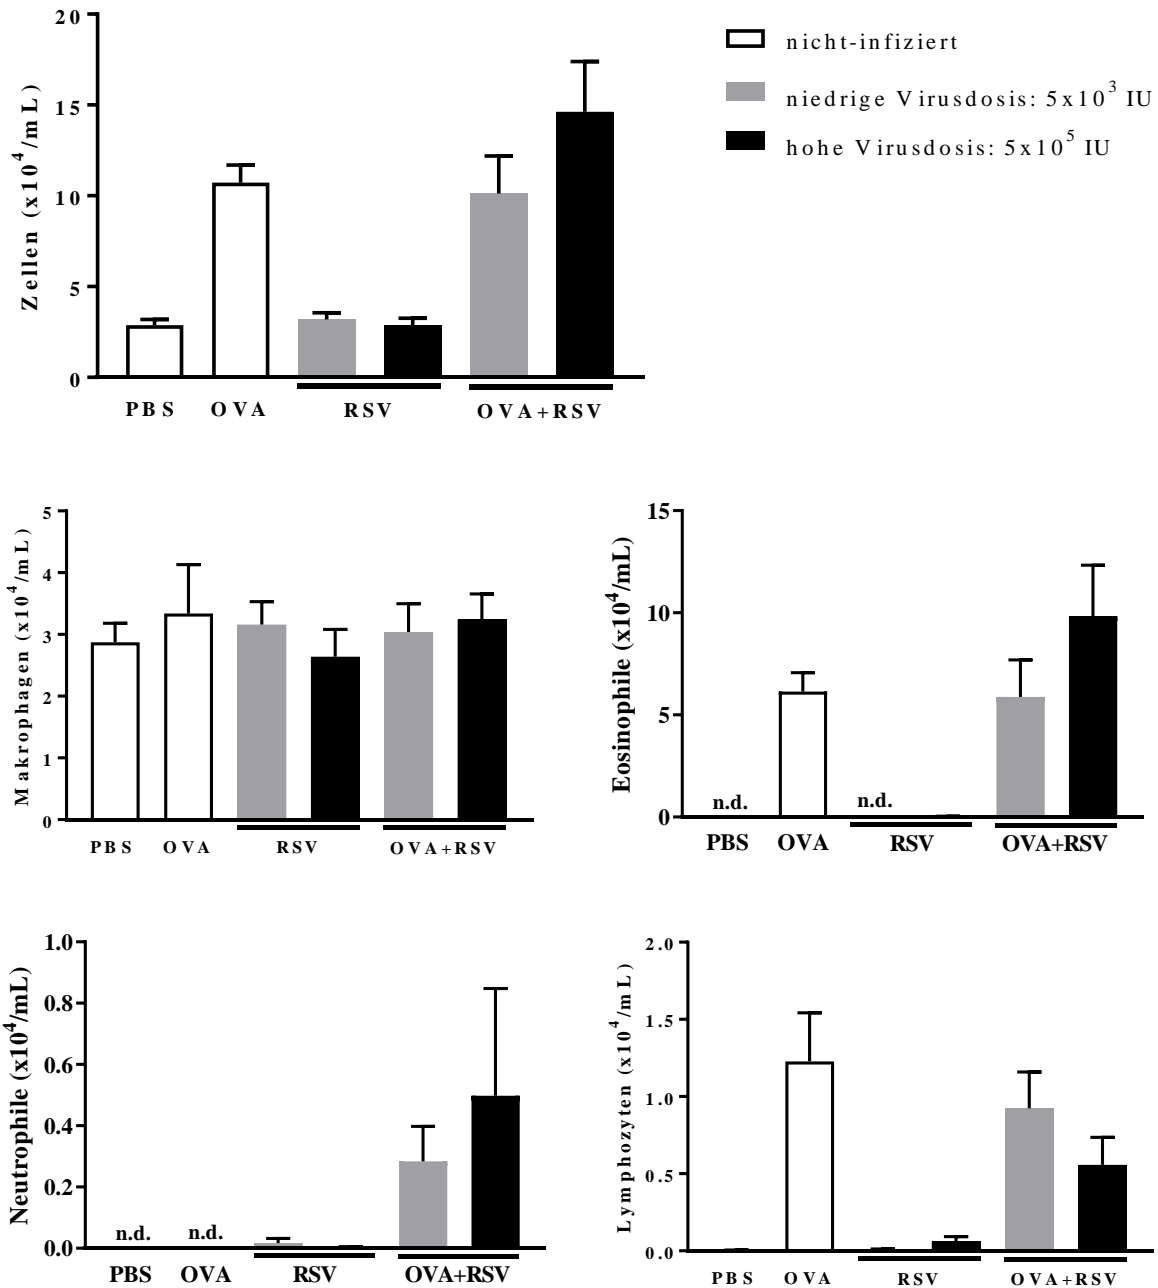 nicht-infiziert
niedrige Virusdosis: 5x10³ IU
hohe Virusdosis: 5x10⁵ IU
Zellen (x10⁴/mL)
20
15
10
5
0
PBS OVA RSV OVA+RSV
Makrophagen (x10⁴/mL)
5
4
3
2
1
0
PBS OVA RSV OVA+RSV
Eosinophile (x10⁴/mL)
15
10
5
0
n.d. n.d.
PBS OVA RSV OVA+RSV
Neutrophile (x10⁴/mL)
1.0
0.8
0.6
0.4
0.2
0.0
n.d. n.d.
PBS OVA RSV OVA+RSV
Lymphozyten (x10⁴/mL)
2.0
1.5
1.0
0.5
0.0
PBS OVA RSV OVA+RSV